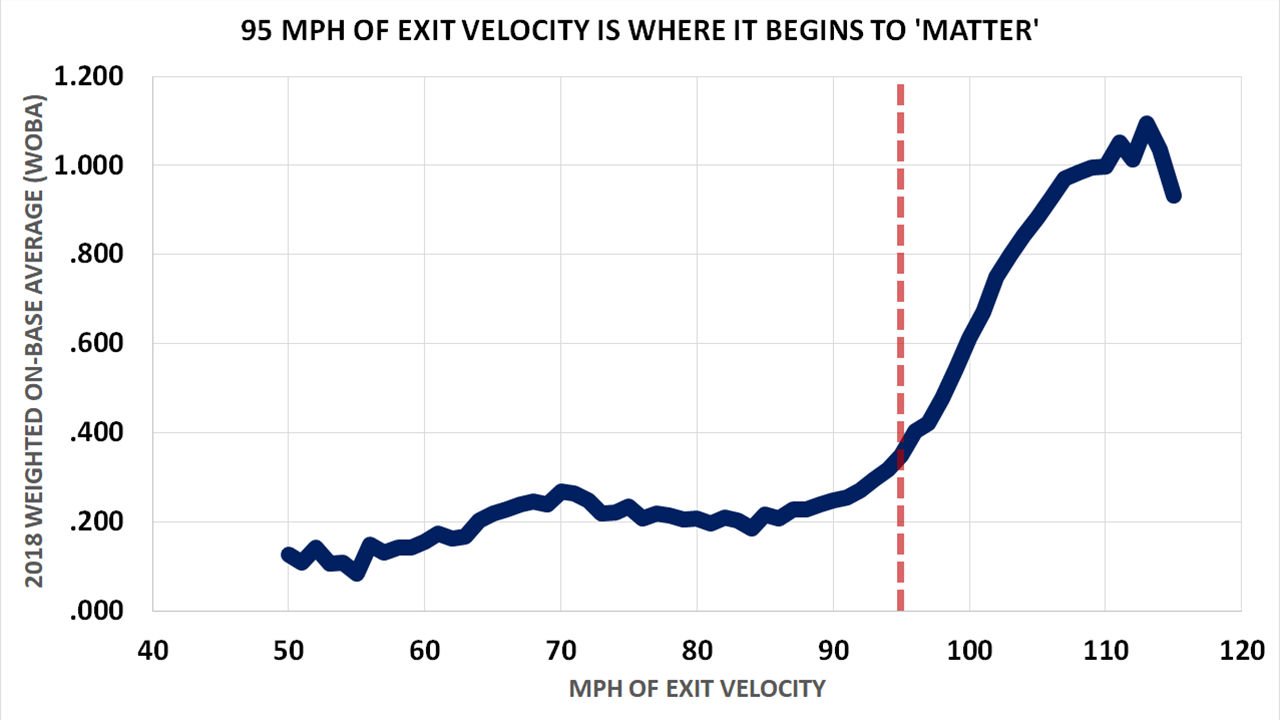 95 MPH OF EXIT VELOCITY IS WHERE IT BEGINS TO 'MATTER'
2018 WEIGHTED ON-BASE AVERAGE (WOBA)
1.200
1.000
.800
.600
.400
.200
.000
40 50 60 70 80 90 100 110 120
MPH OF EXIT VELOCITY